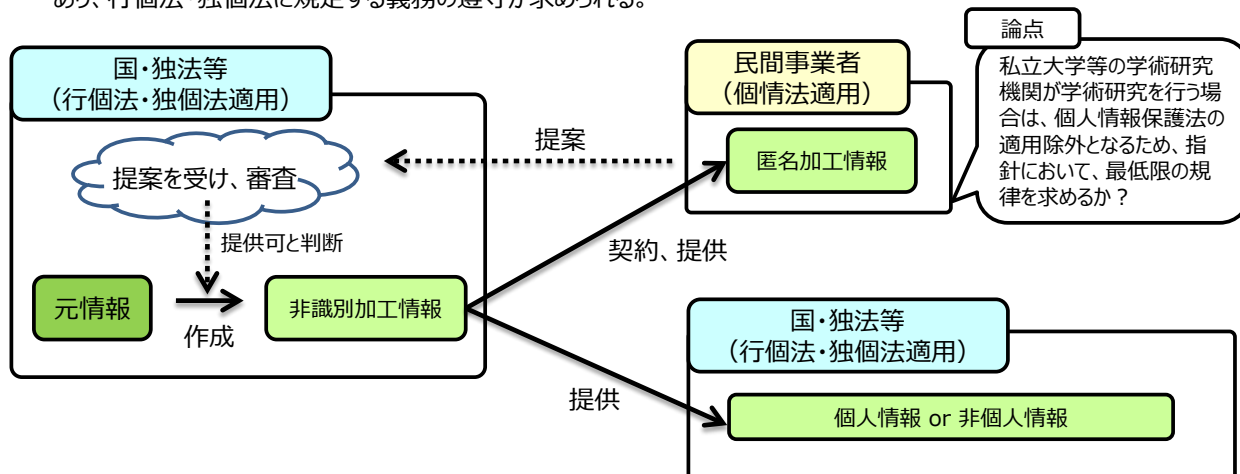 あり、行個法・独個法に規定する義務の遵守が求められる。
国・独法等
（行個法・独個法適用）
提案を受け、審査
提供可と判断
元情報
作成
非識別加工情報
提案
契約、提供
提供
民間事業者
（個情法適用）
匿名加工情報
論点
私立大学等の学術研究
機関が学術研究を行う場
合は、個人情報保護法の
適用除外となるため、指
針において、最低限の規
律を求めるか？
国・独法等
（行個法・独個法適用）
個人情報 or 非個人情報